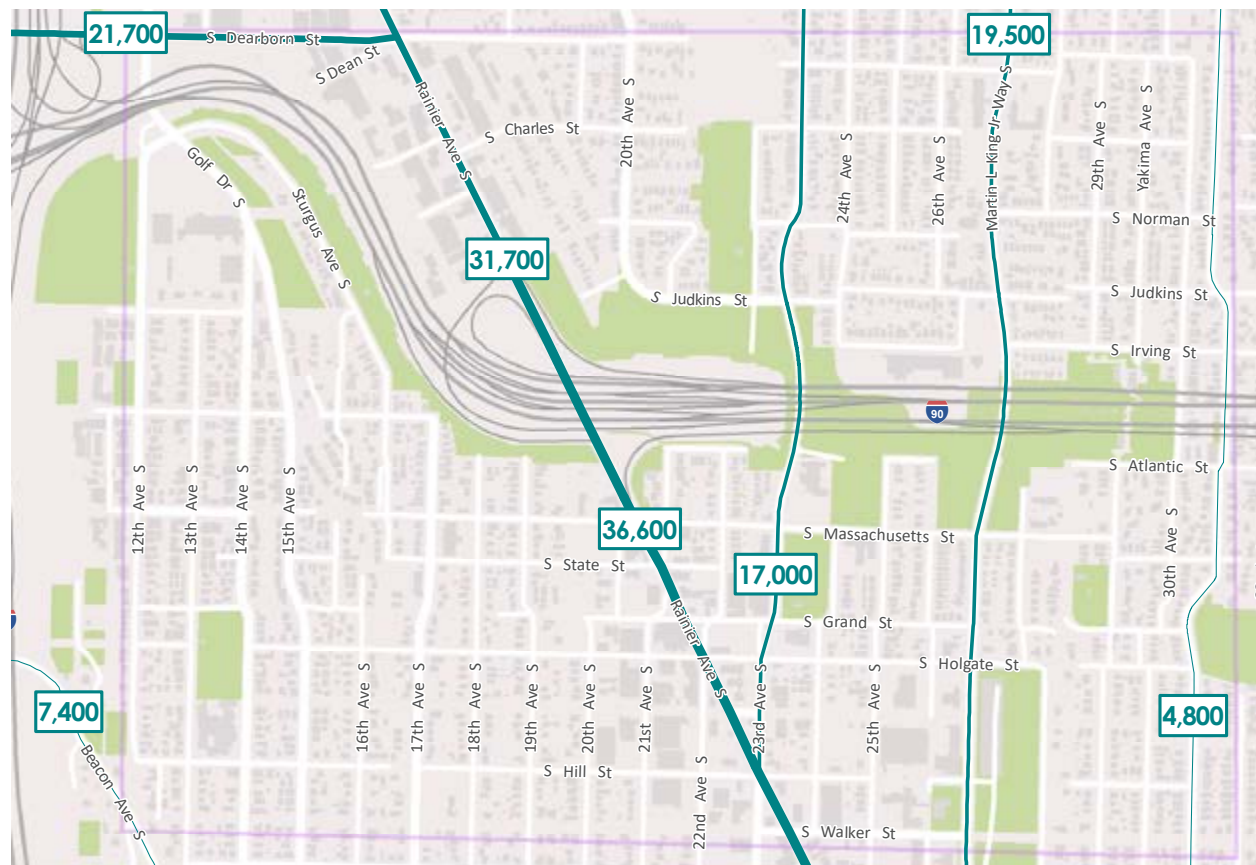 21,700
S Dearborn St
19,500
S Dean St
Rainier Ave S
S Charles St
20th Ave S
24th Ave S
26th Ave S
Martin L King Jr Way S
29th Ave S
Yakima Ave S
Golf Dr S
Sturgus Ave S
S Norman St
31,700
S Judkins St
S Judkins St
S Irving St
90
S Atlantic St
12th Ave S
13th Ave S
14th Ave S
15th Ave S
36,600
S Massachusetts St
S State St
17,000
30th Ave S
Rainier Ave S
S Grand St
S Holgate St
7,400
16th Ave S
17th Ave S
18th Ave S
19th Ave S
20th Ave S
21st Ave S
23rd Ave S
25th Ave S
4,800
Beacon Ave S
S Hill St
22nd Ave S
S Walker St